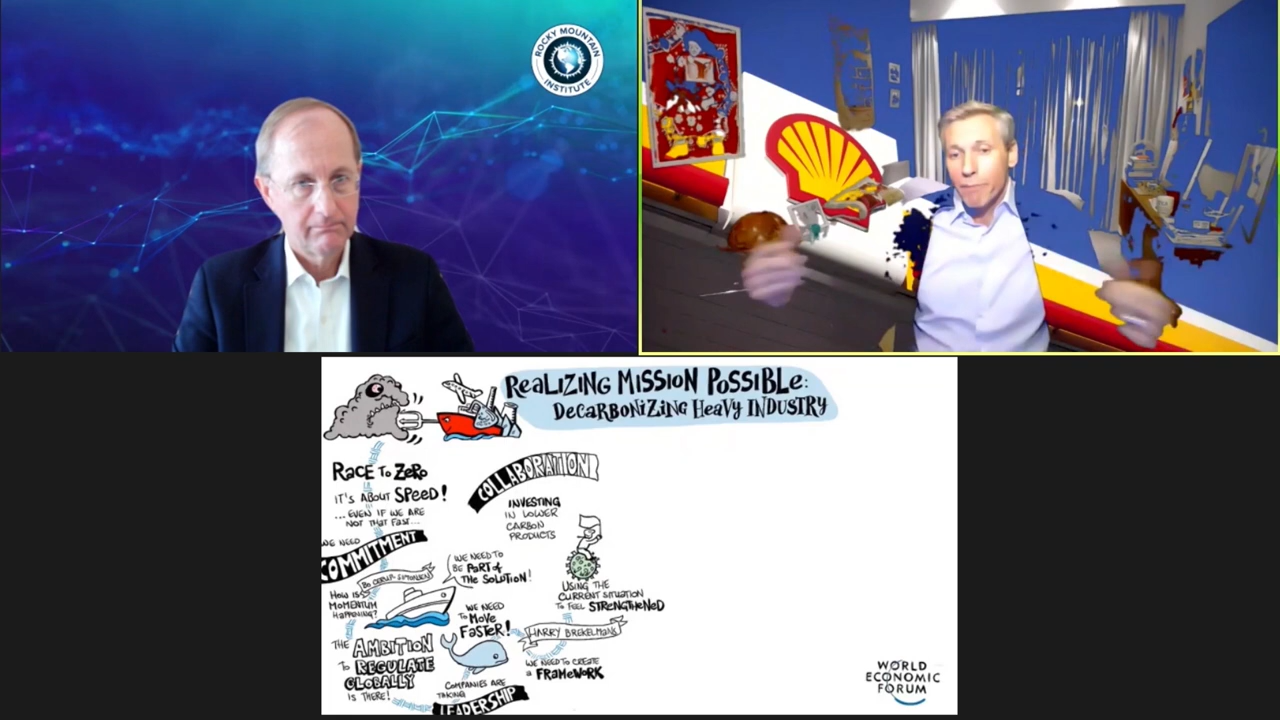 ROCKY MOUNTAIN
INSTITUTE
REALIZING MISSION POSSIBLE:
DECARBONIZING HEAVY INDUSTRY
RACE TO ZERO
IT'S ABOUT SPEED!
...EVEN IF WE ARE
NOT THAT FAST...
WE NEED
COMMITMENT
BO CERUP-SIMONSEN
WE NEED TO
BE PART of
THE SOLUTION!
HOW IS
MOMENTUM
HAPPENING?
WE NEED
TO MOVE
FASTER!
THE AMBITION
TO REGULATE
GLOBALLY
IS THERE!
COMPANIES ARE
TAKING
LEADERSHIP
COLLABORATION
INVESTING
IN LOWER
CARBON
PRODUCTS
USING THE
CURRENT SITUATION
TO FEEL STRENGTHENED
HARRY BREKELMANS
WE NEED TO CREATE
a FRAMEWORK
WORLD
ECONOMIC
FORUM